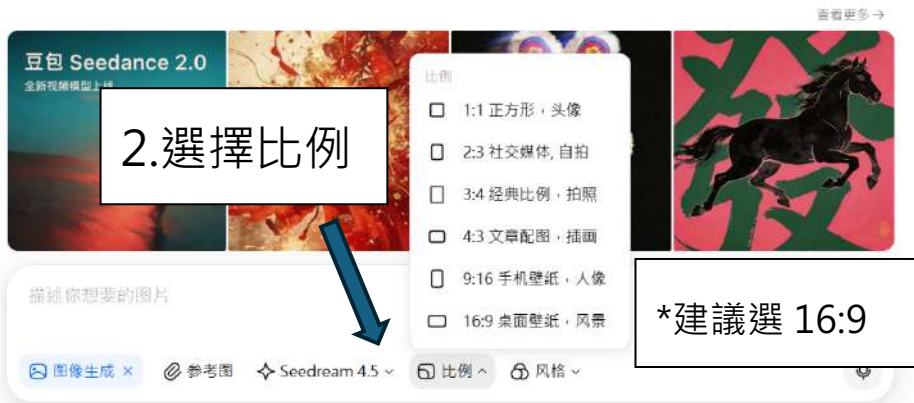 查看更多→
豆包 Seedance 2.0
全新视频模型上线
2.選擇比例
比例
1:1 正方形，头像
2:3 社交媒体, 自拍
3:4 经典比例，拍照
4:3 文章配图，插画
9:16 手机壁纸，人像
16:9 桌面壁纸，风景
發
描述你想要的图片
*建議選 16:9
图像生成 ×
参考图
Seedream 4.5
比例
风格